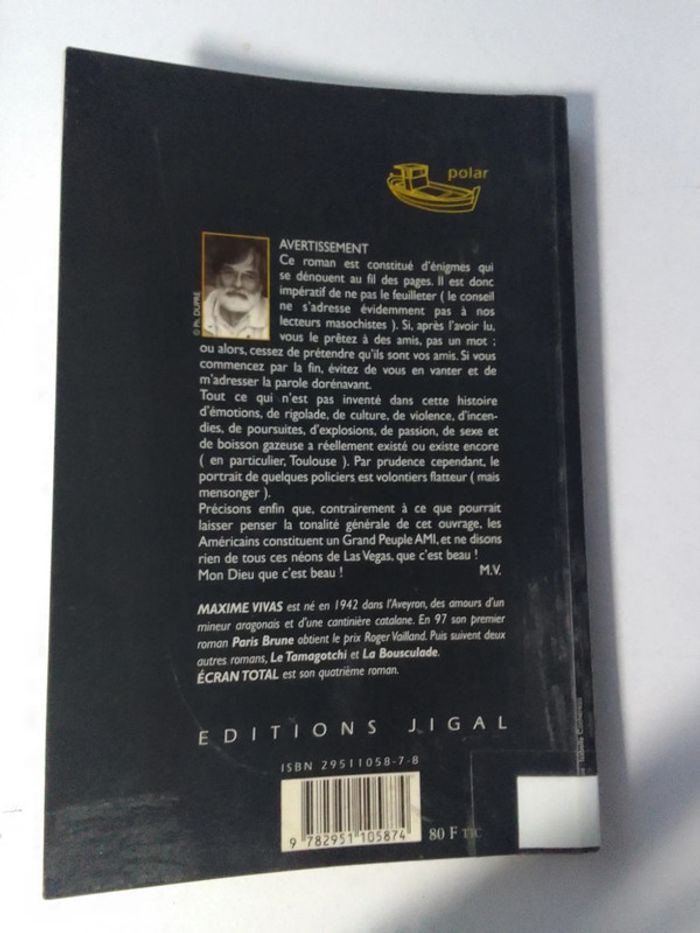 polar
© Ph. DUPRE
AVERTISSEMENT
Ce roman est constitué d'énigmes qui
se dénouent au fil des pages. Il est donc
impératif de ne pas le feuilleter ( le conseil
ne s'adresse évidemment pas à nos
lecteurs masochistes ). Si, après l'avoir lu,
vous le prêtez à des amis, pas un mot ;
ou alors, cessez de prétendre qu'ils sont vos amis. Si vous
commencez par la fin, évitez de vous en vanter et de
m'adresser la parole dorénavant.
Tout ce qui n'est pas inventé dans cette histoire
d'émotions, de rigolade, de culture, de violence, d'incen-
dies, de poursuites, d'explosions, de passion, de sexe et
de boisson gazeuse a réellement existé ou existe encore
( en particulier, Toulouse ). Par prudence cependant, le
portrait de quelques policiers est volontiers flatteur ( mais
mensonger ).
Précisons enfin que, contrairement à ce que pourrait
laisser penser la tonalité générale de cet ouvrage, les
Américains constituent un Grand Peuple AMI, et ne disons
rien de tous ces néons de Las Vegas, que c'est beau !
Mon Dieu que c'est beau ! M.V.
MAXIME VIVAS est né en 1942 dans l'Aveyron, des amours d'un
mineur aragonais et d'une cantinière catalane. En 97 son premier
roman Paris Brune obtient le prix Roger Vailland. Puis suivent deux
autres romans, Le Tamagotchi et La Bousculade.
ÉCRAN TOTAL est son quatrième roman.
EDITIONS JIGAL
ISBN 29511058-7-8
9 782951 105874
80 F TTC